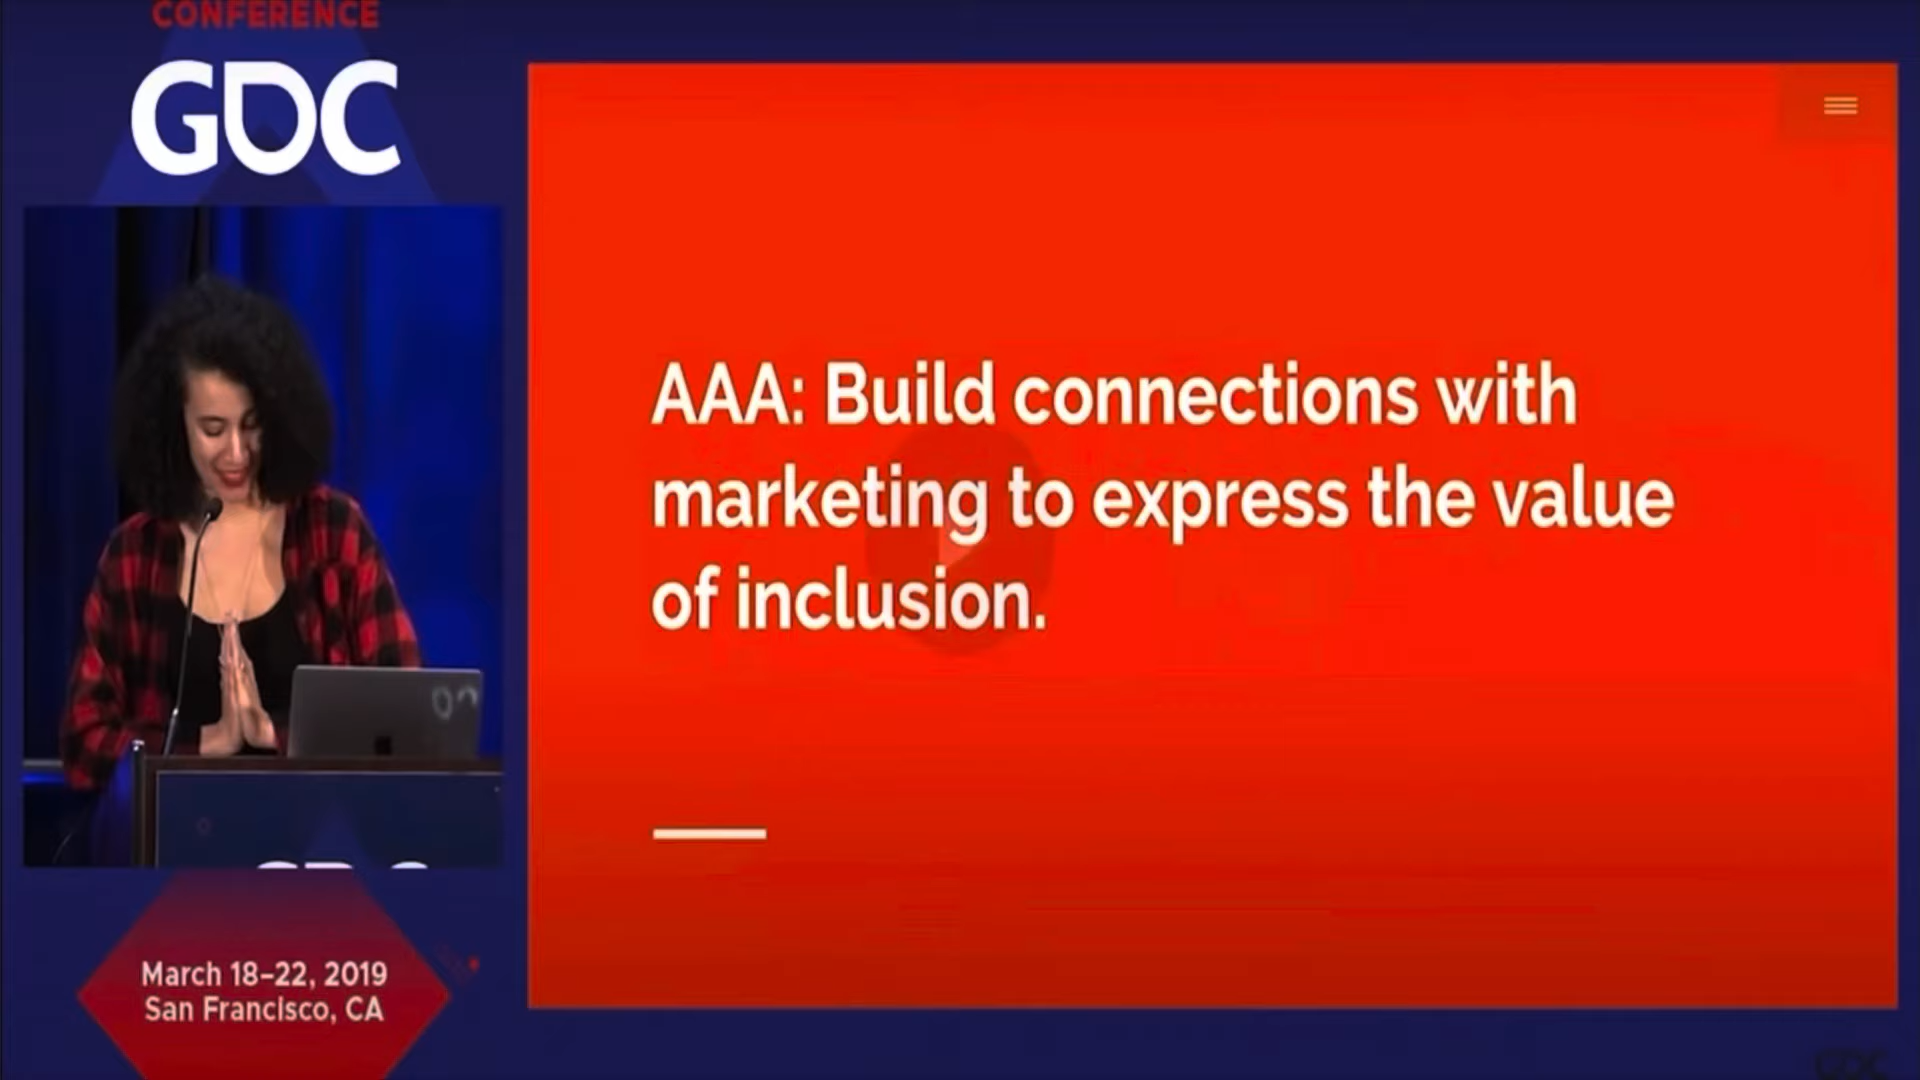 CONFERENCE
GDC
AAA: Build connections with
marketing to express the value
of inclusion.
March 18-22, 2019
San Francisco, CA
GDC